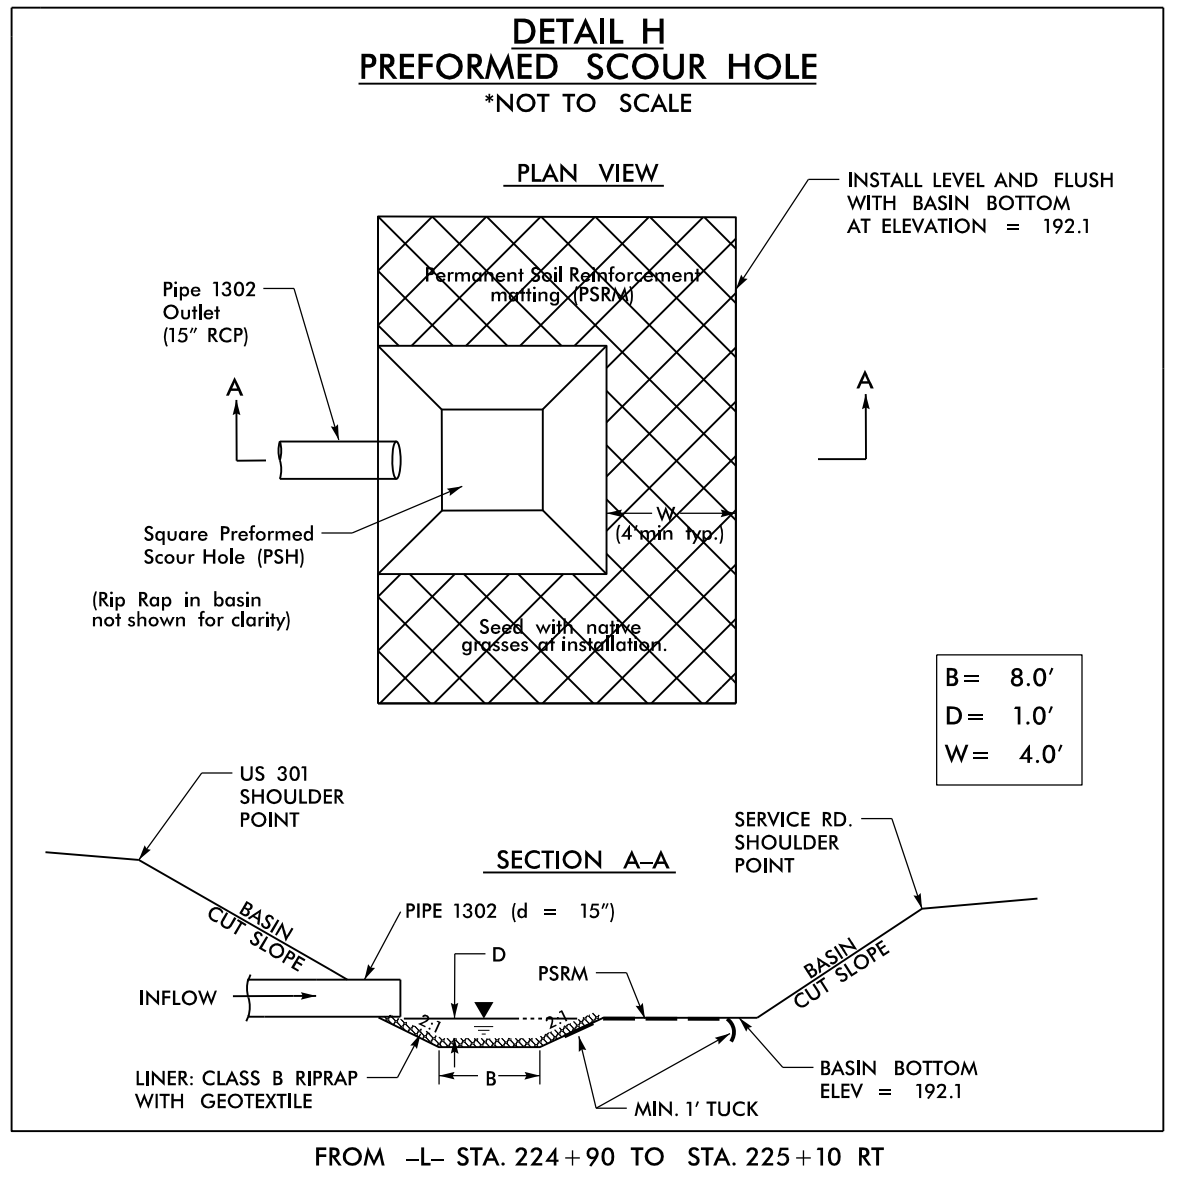 DETAIL H
PREFORMED SCOUR HOLE
*NOT TO SCALE
PLAN VIEW
INSTALL LEVEL AND FLUSH
WITH BASIN BOTTOM
AT ELEVATION = 192.1
Permanent Soil Reinforcement
matting (PSRM)
Pipe 1302
Outlet
(15" RCP)
A
A
W
(4'min typ.)
Square Preformed
Scour Hole (PSH)
(Rip Rap in basin
not shown for clarity)
Seed with native
grasses at installation.
B= 8.0'
D= 1.0'
W= 4.0'
US 301
SHOULDER
POINT
SERVICE RD.
SHOULDER
POINT
SECTION A-A
BASIN
CUT SLOPE
PIPE 1302 (d = 15")
D
PSRM
BASIN
CUT SLOPE
INFLOW
2:1
2:1
B
LINER: CLASS B RIPRAP
WITH GEOTEXTILE
MIN. 1' TUCK
BASIN BOTTOM
ELEV = 192.1
FROM -L- STA. 224+90 TO STA. 225+10 RT